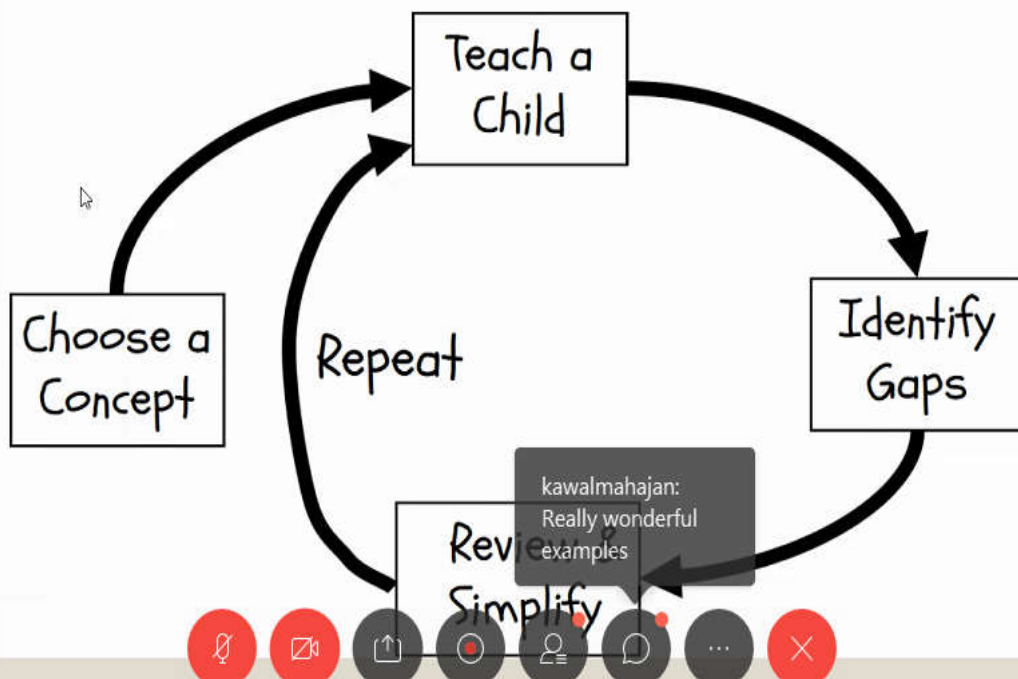 Teach a
Child
Choose a
Concept
Repeat
Identify
Gaps
kawalmahajan:
Really wonderful
examples
Review &
Simplify